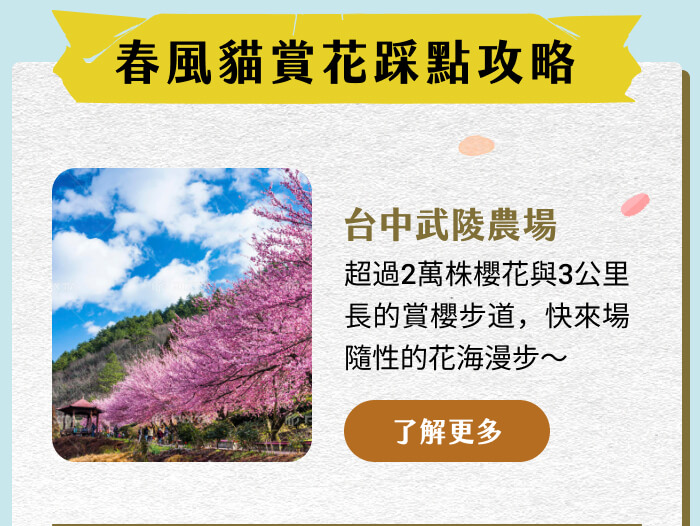 春風貓賞花踩點攻略
台中武陵農場
超過2萬株櫻花與3公里
長的賞櫻步道，快來場
隨性的花海漫步～
了解更多